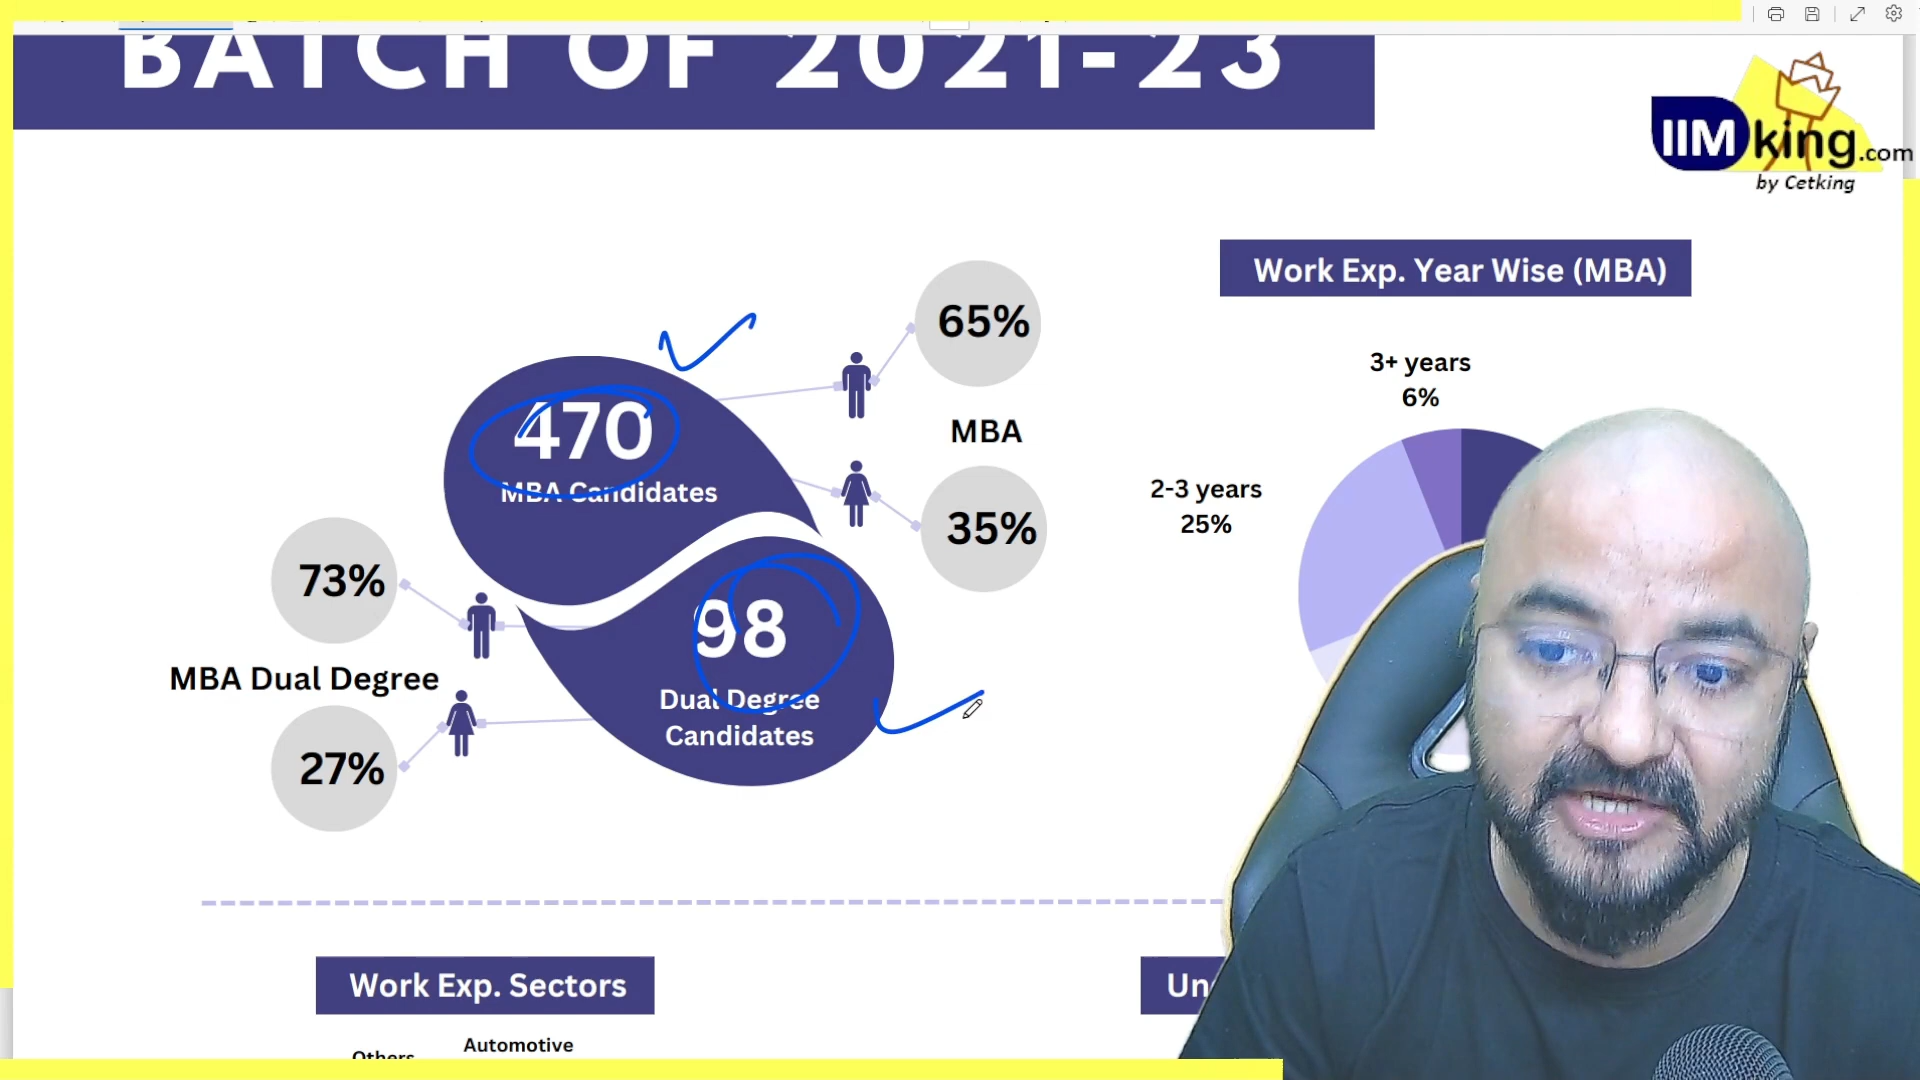 BATCH OF 2021-23
IIMking.com
by Cetking
Work Exp. Year Wise (MBA)
65%
3+ years
6%
470
MBA Candidates
MBA
2-3 years
25%
35%
73%
98
MBA Dual Degree
Dual Degree
Candidates
27%
Work Exp. Sectors
Automotive
Others